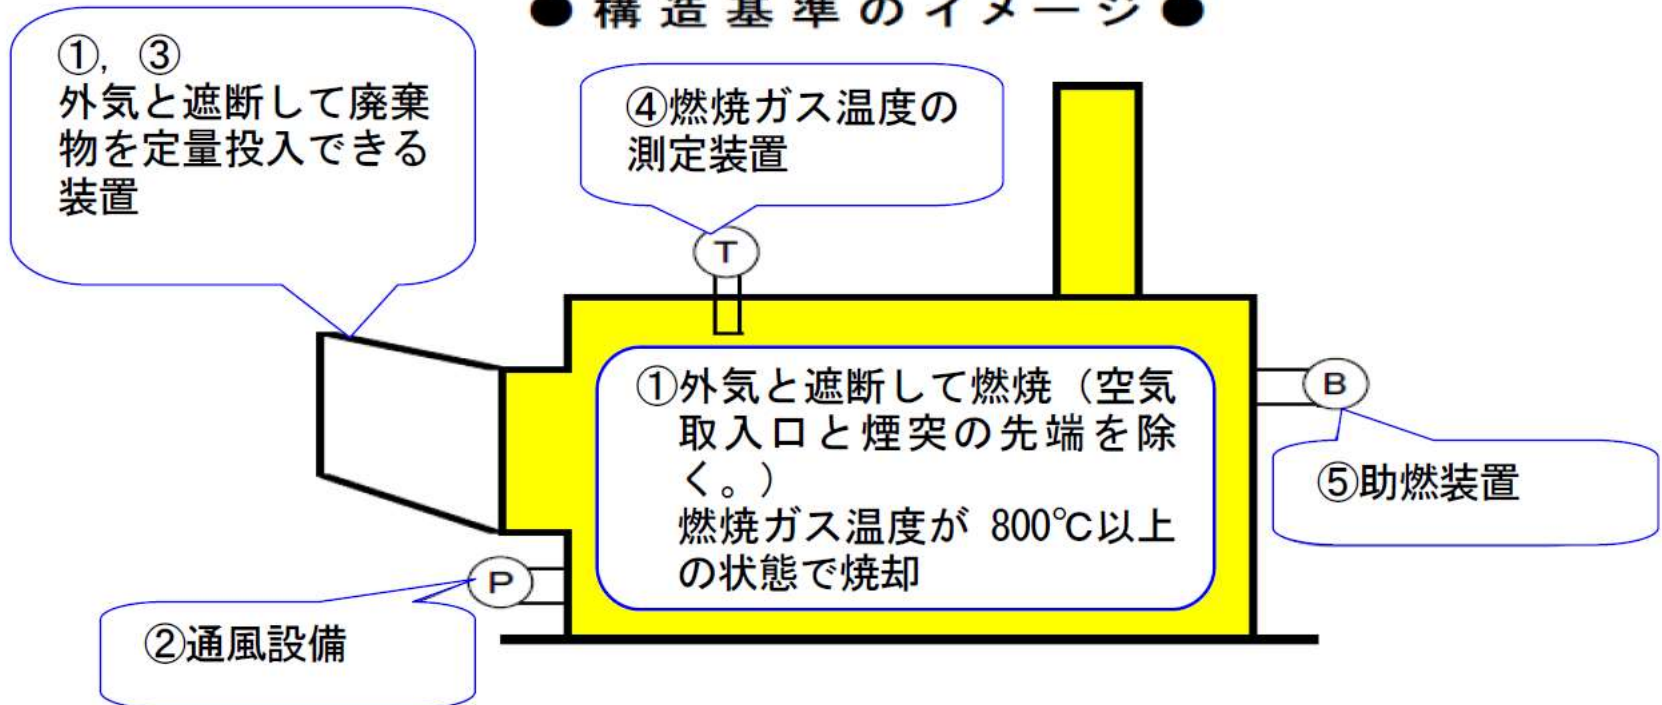 ●構造基準のイメージ●
①，③
外気と遮断して廃棄
物を定量投入できる
装置
④燃焼ガス温度の
測定装置
T
①外気と遮断して燃焼（空気
取入口と煙突の先端を除
く。）
燃焼ガス温度が 800℃以上
の状態で焼却
B
⑤助燃装置
P
②通風設備